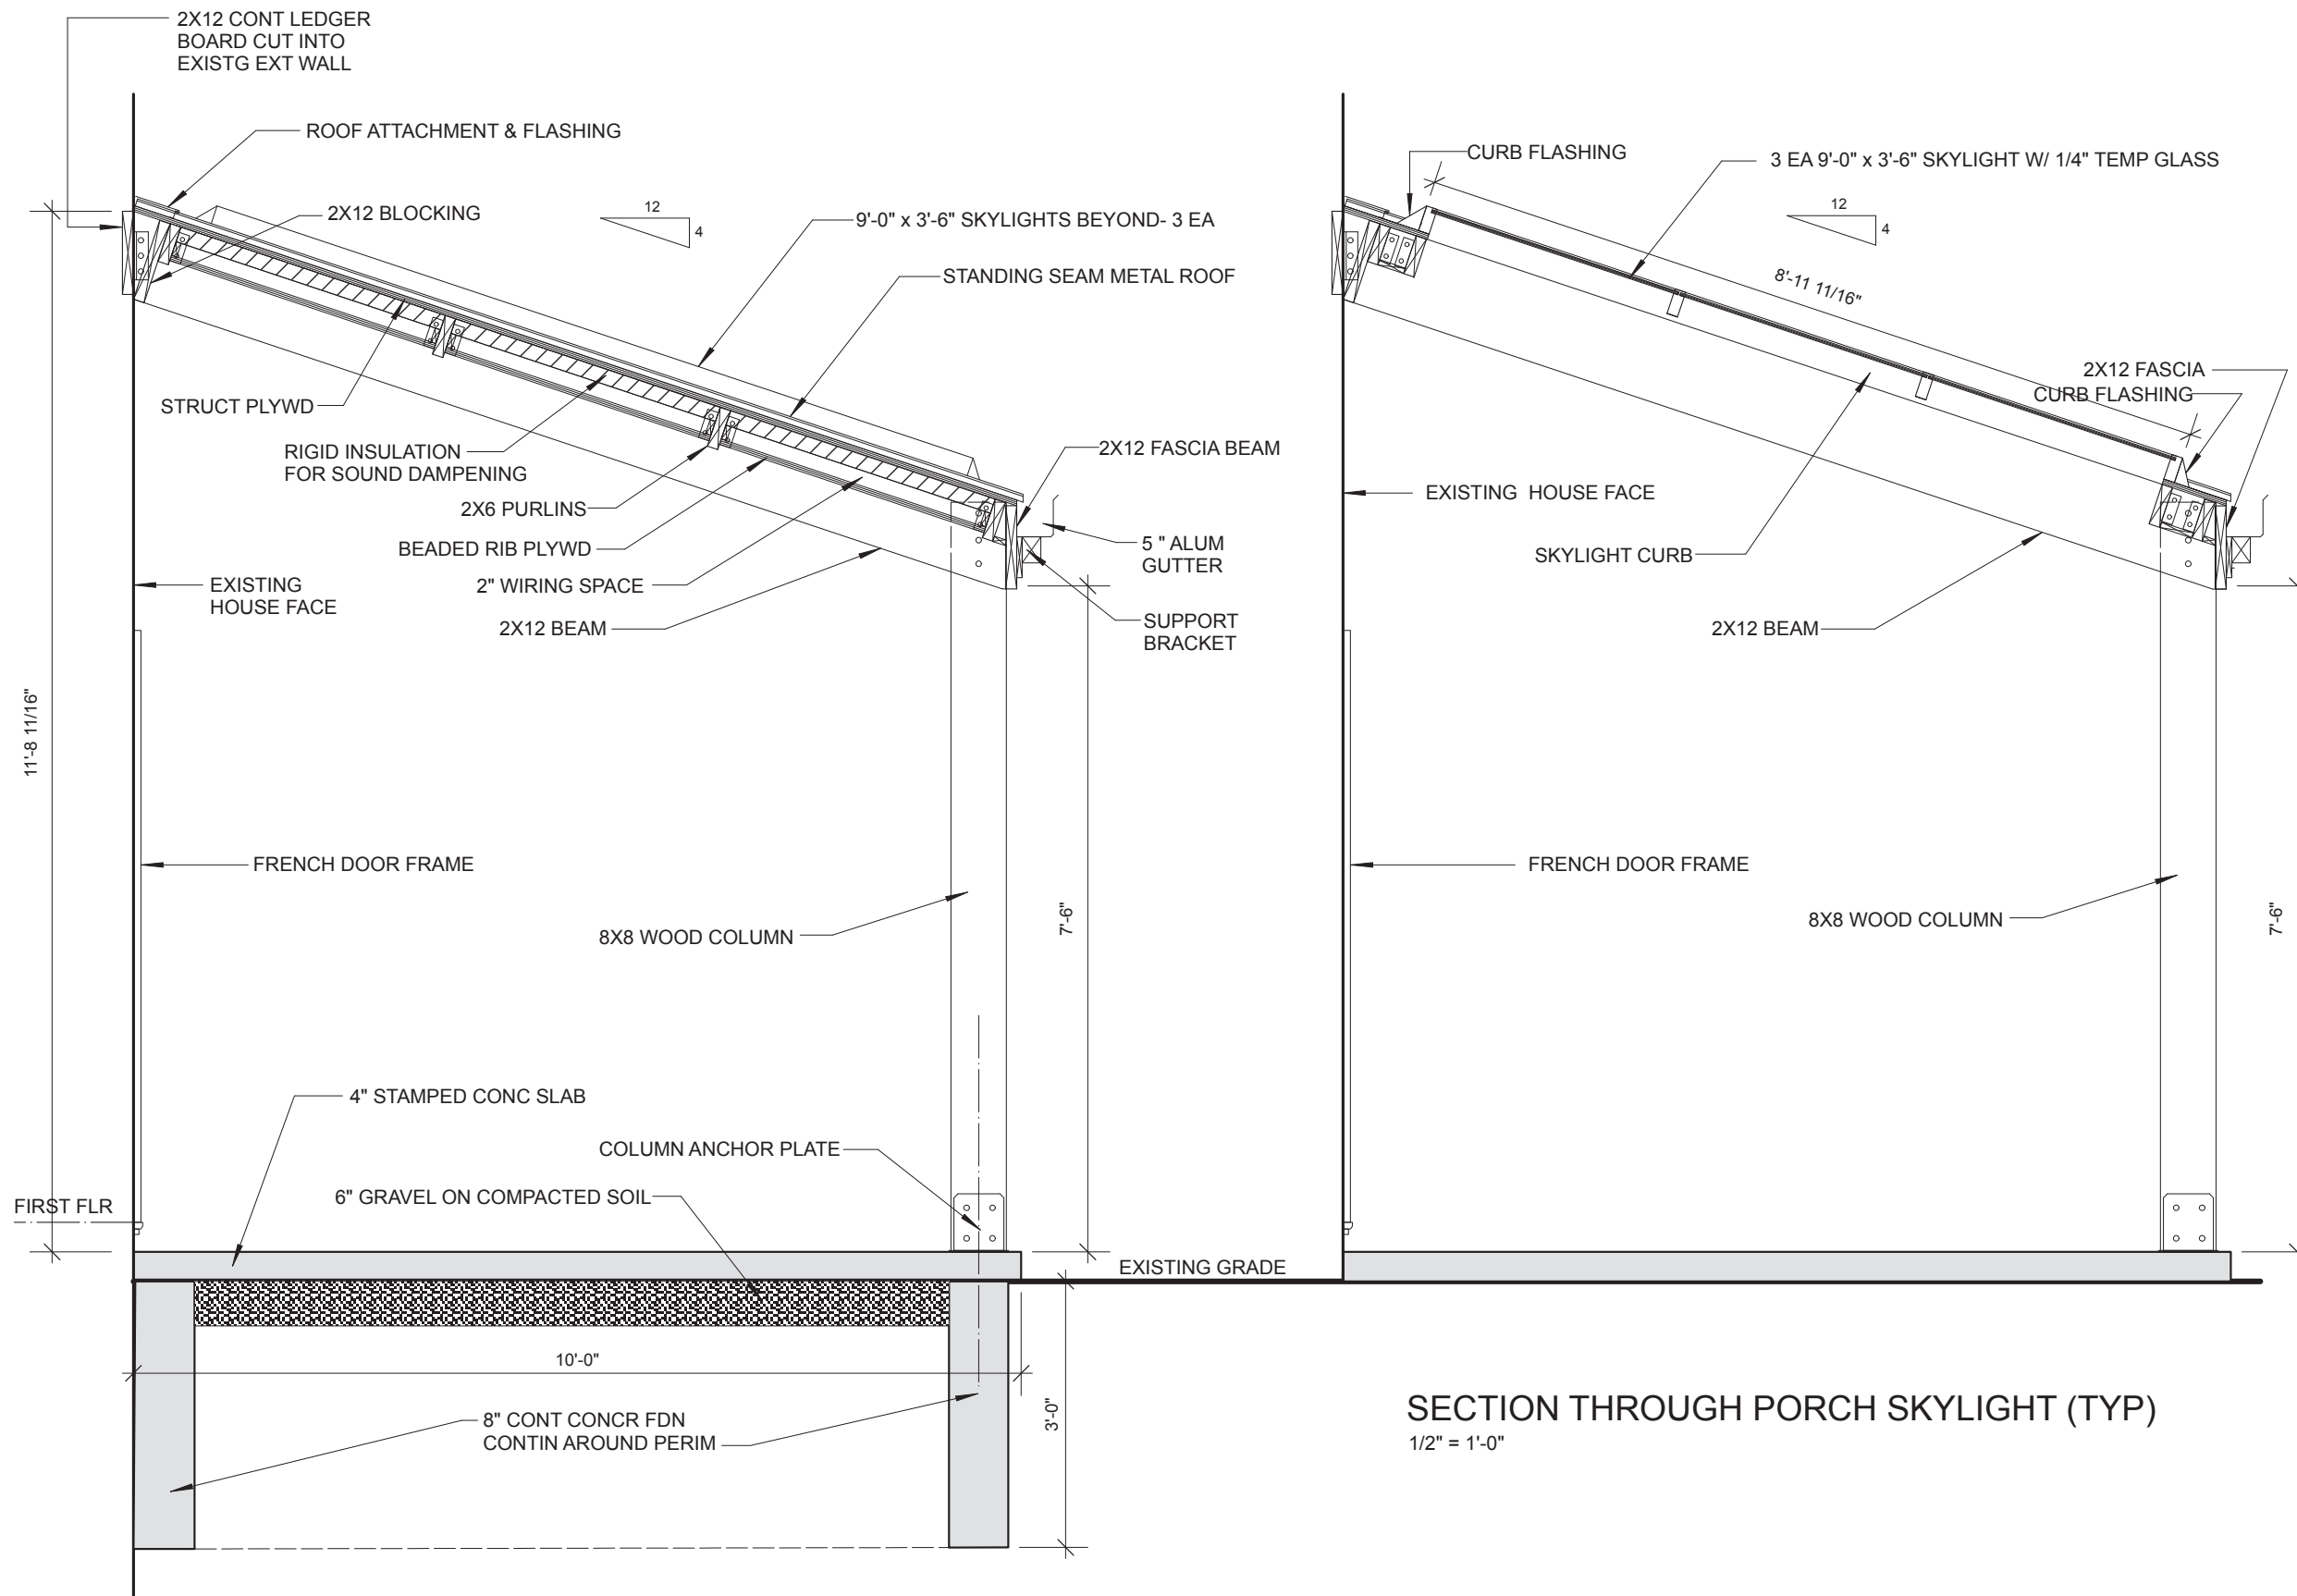 2X12 CONT LEDGER
BOARD CUT INTO
EXISTG EXT WALL
ROOF ATTACHMENT & FLASHING
2X12 BLOCKING
12
4
9'-0" x 3'-6" SKYLIGHTS BEYOND- 3 EA
STANDING SEAM METAL ROOF
STRUCT PLYWD
RIGID INSULATION
FOR SOUND DAMPENING
2X6 PURLINS
BEADED RIB PLYWD
2" WIRING SPACE
2X12 BEAM
2X12 FASCIA BEAM
5 " ALUM
GUTTER
SUPPORT
BRACKET
EXISTING
HOUSE FACE
11'-8 11/16"
FRENCH DOOR FRAME
8X8 WOOD COLUMN
7'-6"
4" STAMPED CONC SLAB
COLUMN ANCHOR PLATE
6" GRAVEL ON COMPACTED SOIL
FIRST FLR
EXISTING GRADE
10'-0"
8" CONT CONCR FDN
CONTIN AROUND PERIM
3'-0"
CURB FLASHING
3 EA 9'-0" x 3'-6" SKYLIGHT W/ 1/4" TEMP GLASS
12
4
8'-11 11/16"
2X12 FASCIA
CURB FLASHING
EXISTING HOUSE FACE
SKYLIGHT CURB
2X12 BEAM
FRENCH DOOR FRAME
8X8 WOOD COLUMN
7'-6"
SECTION THROUGH PORCH SKYLIGHT (TYP)
1/2" = 1'-0"